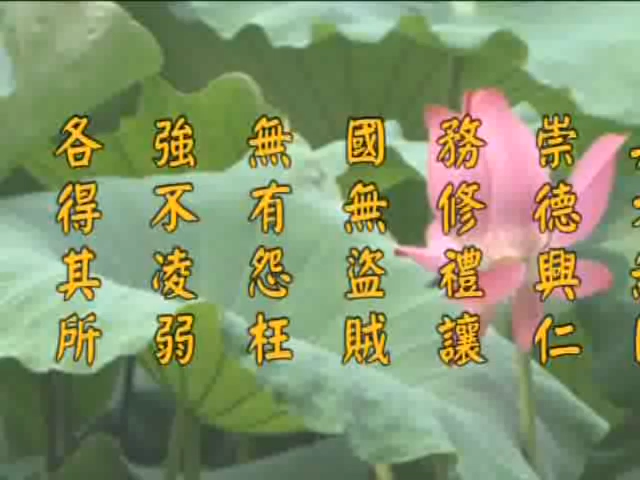 崇德興仁
務修禮讓
國無盜賊
無有怨枉
強不凌弱
各得其所